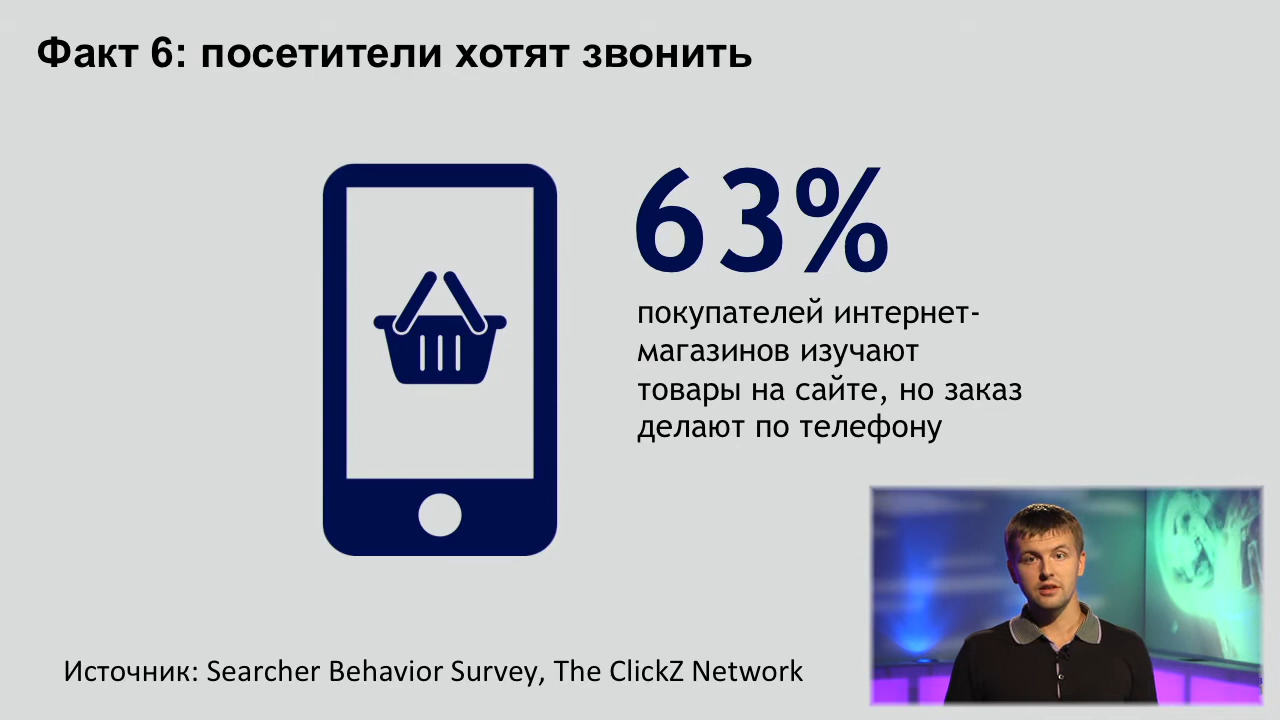 Факт 6: посетители хотят звонить
63%
покупателей интернет-
магазинов изучают
товары на сайте, но заказ
делают по телефону
Источник: Searcher Behavior Survey, The ClickZ Network